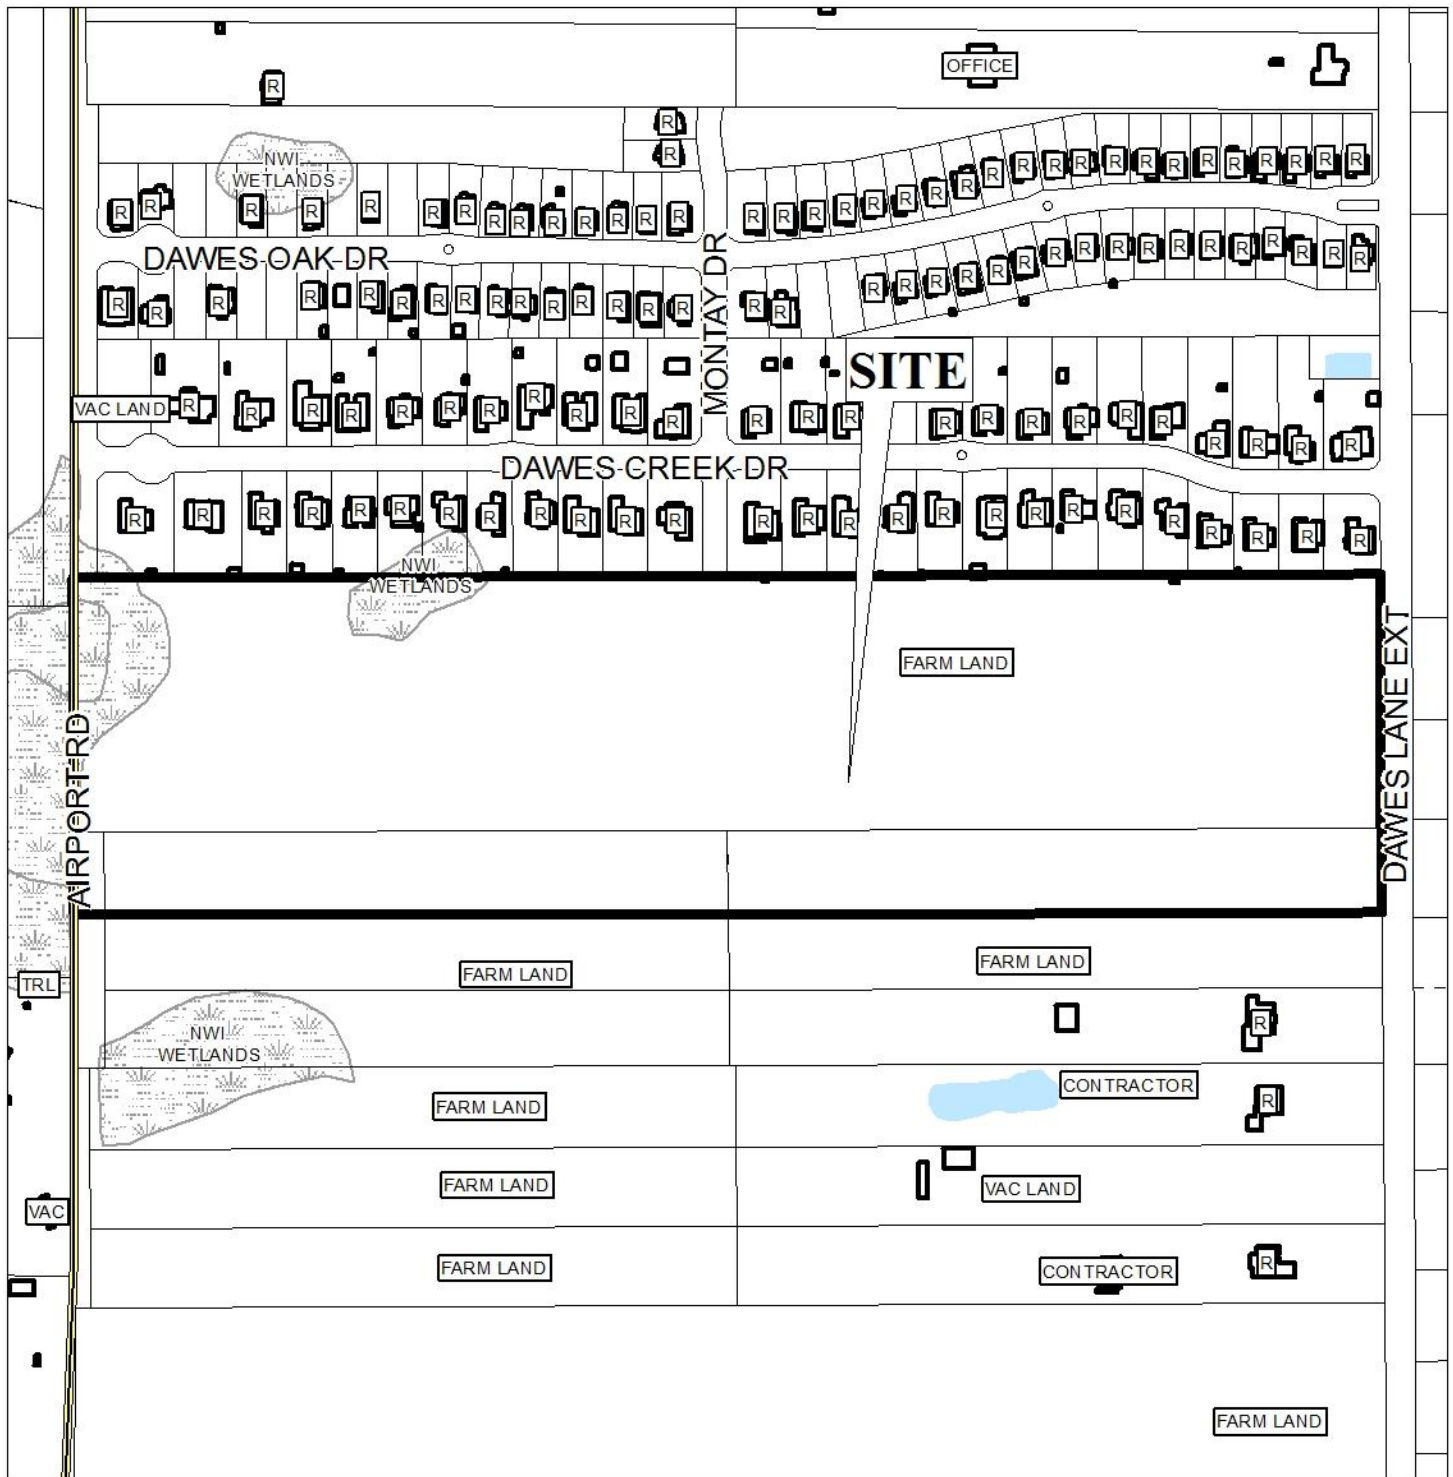 OFFICE
R
R
R
NWI
WETLANDS
R R R R R R R R R R R R R R R R R R R R R R R R R R R R R R R R R R R
DAWES OAK DR
MONTAY DR
R R R R R R R R R R R R R R R R R R R R R R R R R R R R R R R R R R
SITE
VAC LAND
R R R R R R R R R R R R R R R R R R R R R R R R
DAWES CREEK DR
R R R R R R R R R R R R R R R R R R R R R R R R R R
NWI
WETLANDS
FARM LAND
AIRPORT RD
DAWES LANE EXT
FARM LAND
FARM LAND
TRL
NWI
WETLANDS
R
FARM LAND
CONTRACTOR
R
FARM LAND
VAC LAND
VAC
FARM LAND
CONTRACTOR
R
FARM LAND